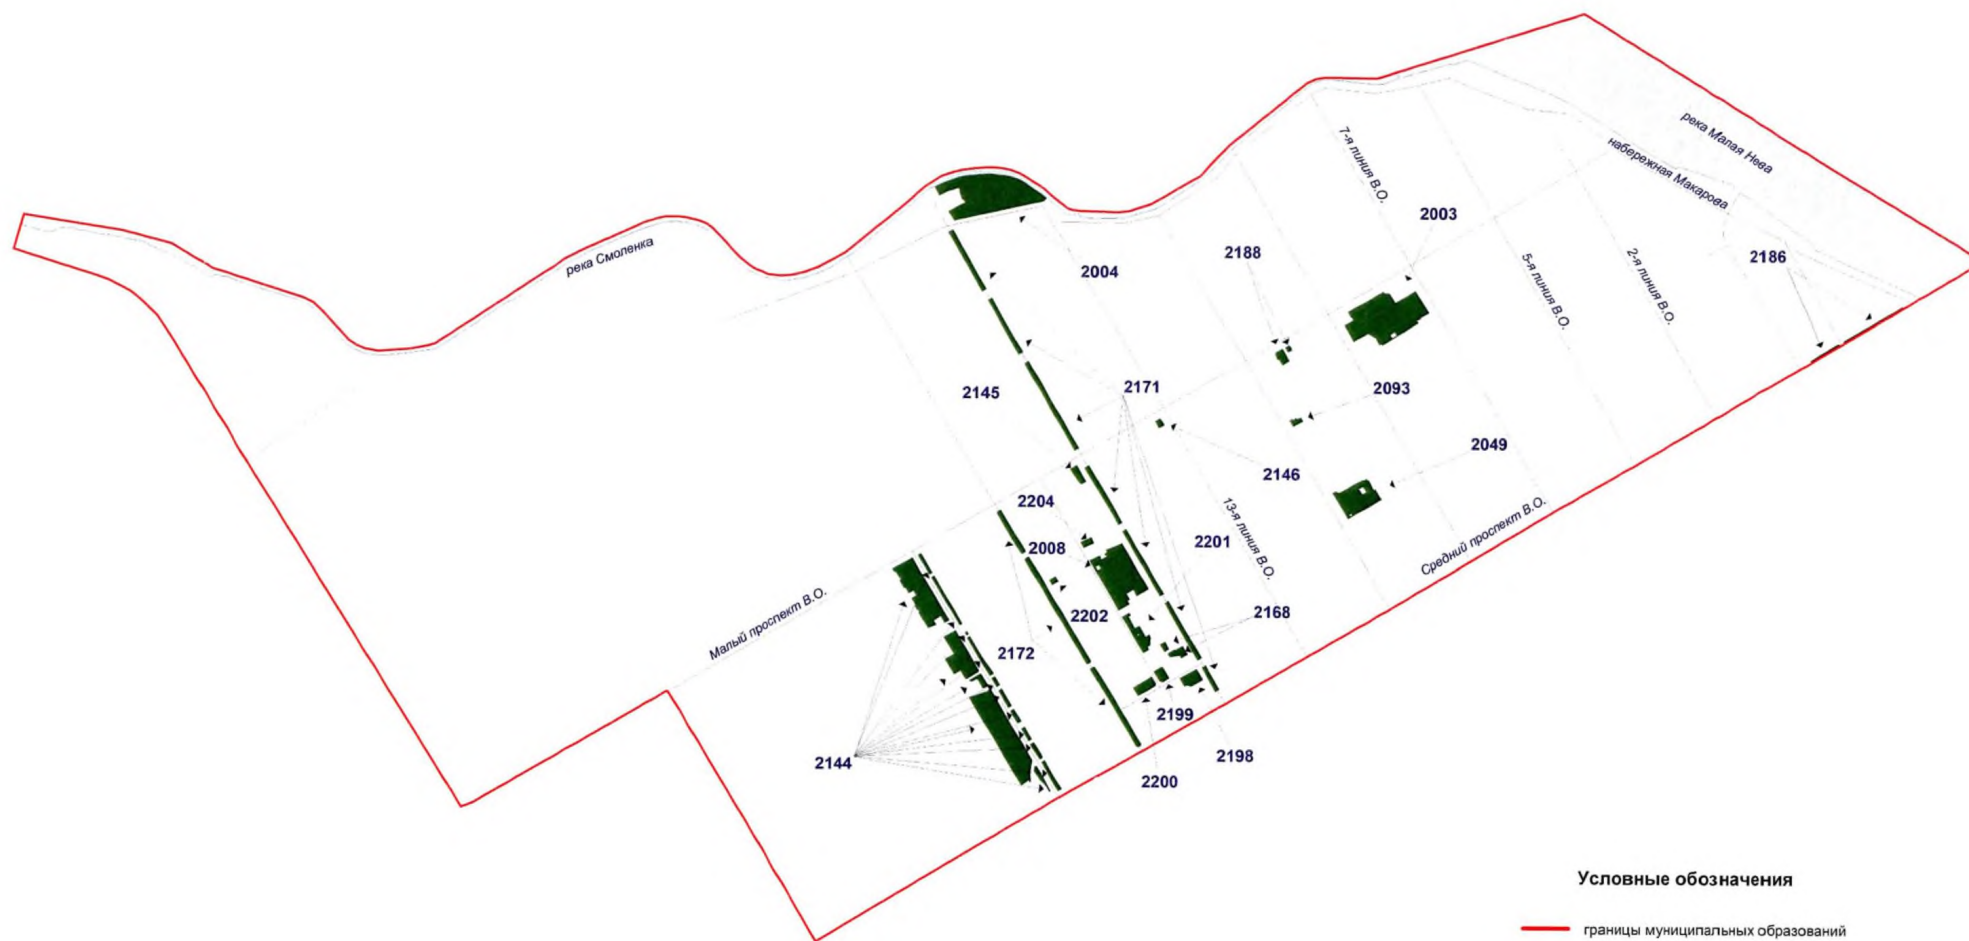 река Малая Нева
набережная Макарова
7-я линия В.О.
2003
река Смоленка
2188
2186
2004
5-я линия В.О.
2-я линия В.О.
2145
2171
2093
2049
2146
2204
13-я линия В.О.
Средний проспект В.О.
2008
2201
Малый проспект В.О.
2202
2168
2172
2199
2144
2198
2200
Условные обозначения
границы муниципальных образований